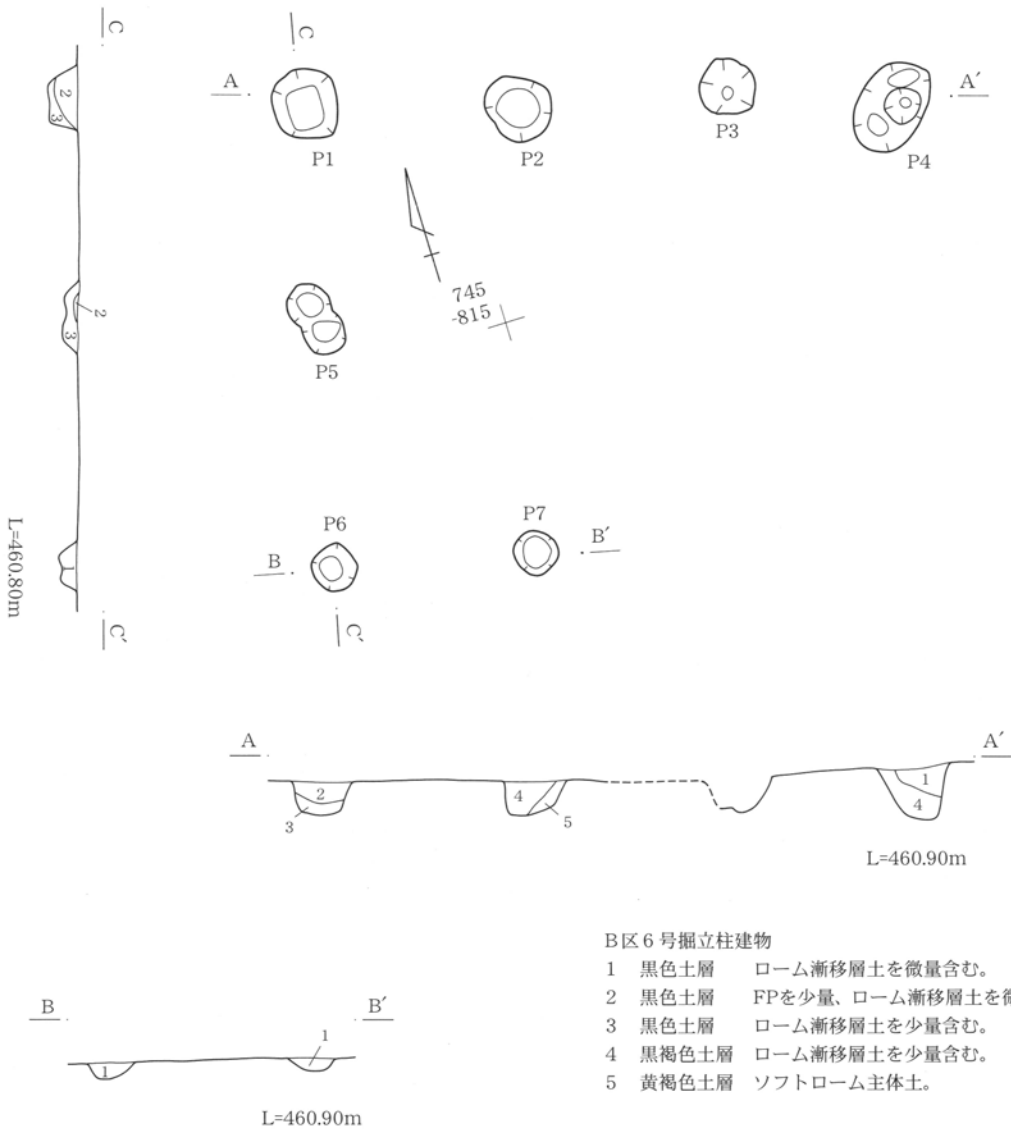 C
C
A
A´
P1
P2
P3
P4
2
3
745
-815
P5
2
3
P6
P7
B
B´
1
L=460.80m
C´
C´
A
A´
2
3
4
5
1
4
L=460.90m
B
B´
1
1
L=460.90m
B区6号掘立柱建物
1 黒色土層 ローム漸移層土を微量含む。
2 黒色土層 FPを少量、ローム漸移層土を微
3 黒色土層 ローム漸移層土を少量含む。
4 黒褐色土層 ローム漸移層土を少量含む。
5 黄褐色土層 ソフトローム主体土。